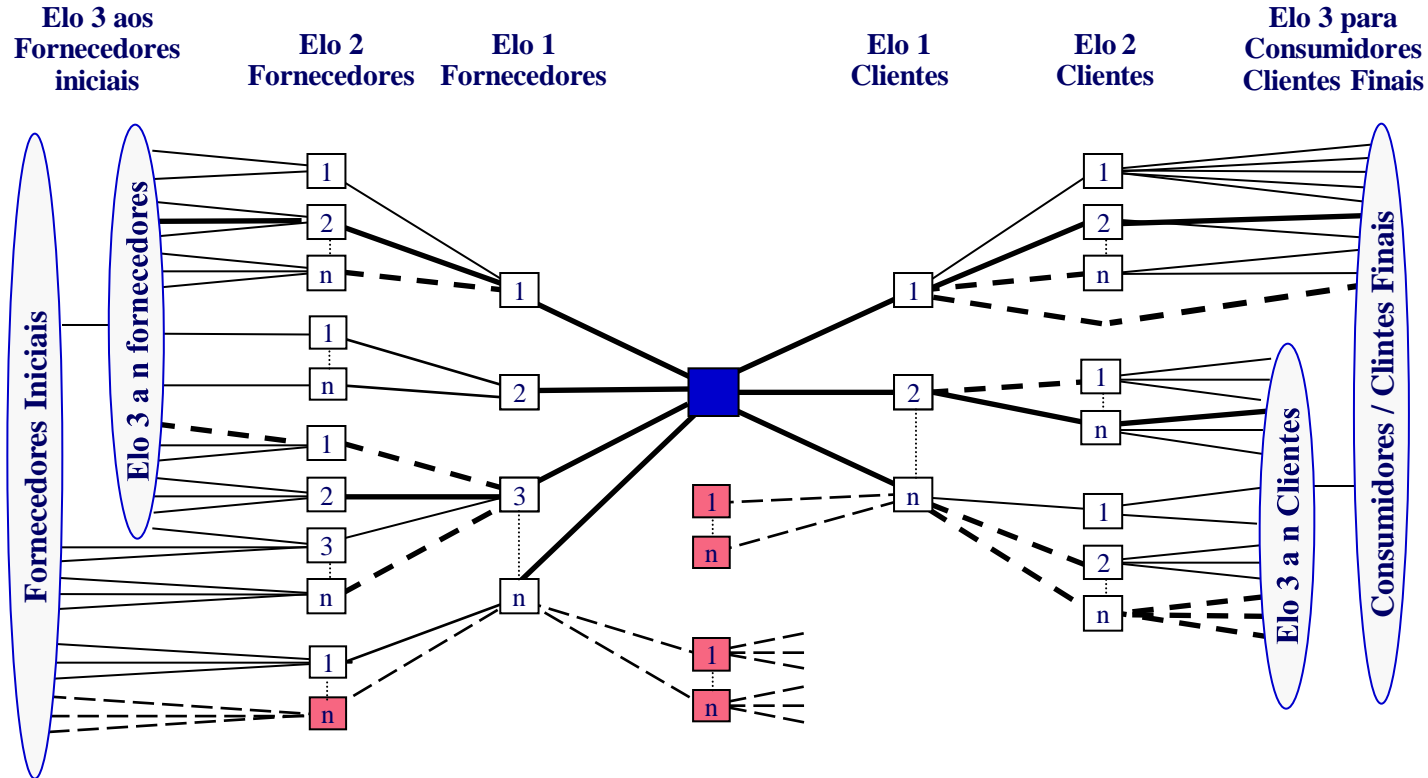 Elo 3 aos
Fornecedores
iniciais
Elo 2
Fornecedores
Elo 1
Fornecedores
Elo 1
Clientes
Elo 2
Clientes
Elo 3 para
Consumidores
Clientes Finais
Fornecedores Iniciais
Elo 3 a n fornecedores
1
2
n
1
n
1
2
3
n
1
n
1
2
3
n
1
n
1
n
1
2
n
1
2
n
1
n
1
2
n
Elo 3 a n Clientes
Consumidores / Clintes Finais